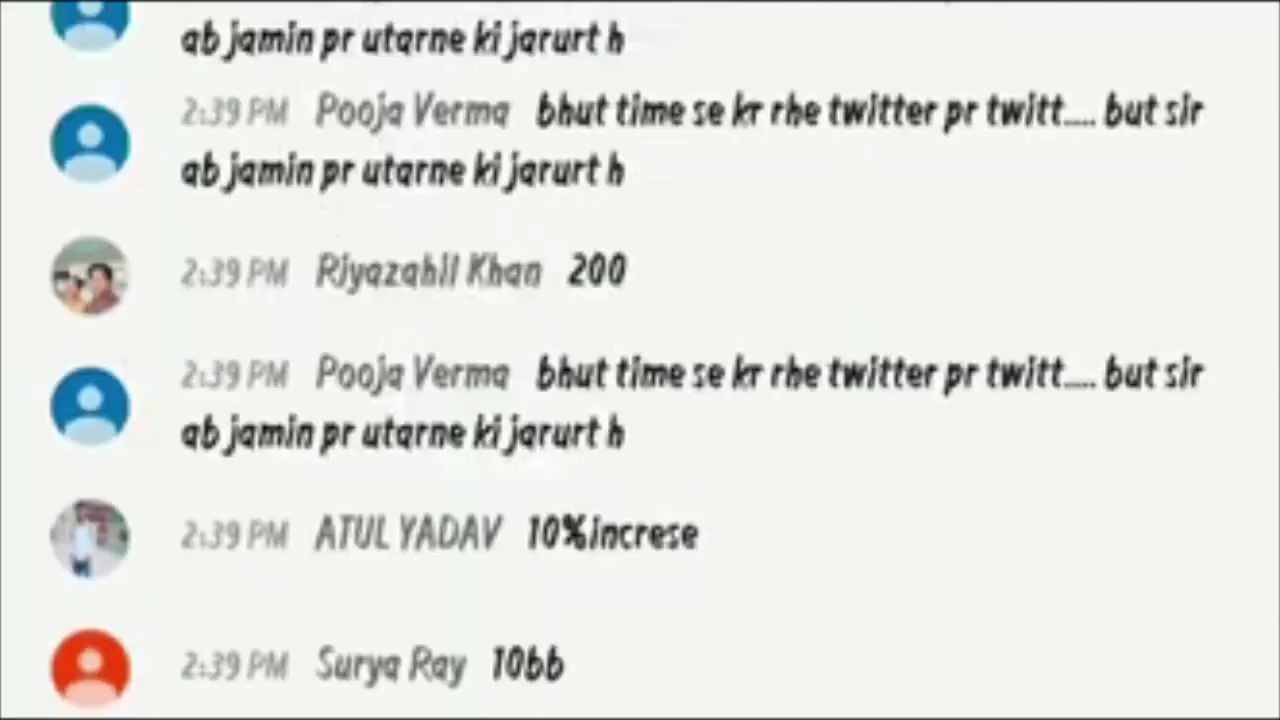 ab jamin pr utarne ki jarurt h
2:39 PM Pooja Verma bhut time se kr rhe twitter pr twitt.... but sir
ab jamin pr utarne ki jarurt h
2:39 PM Riyazahil Khan 200
2:39 PM Pooja Verma bhut time se kr rhe twitter pr twitt.... but sir
ab jamin pr utarne ki jarurt h
2:39 PM ATUL YADAV 10%increse
2:39 PM Surya Ray 10bb